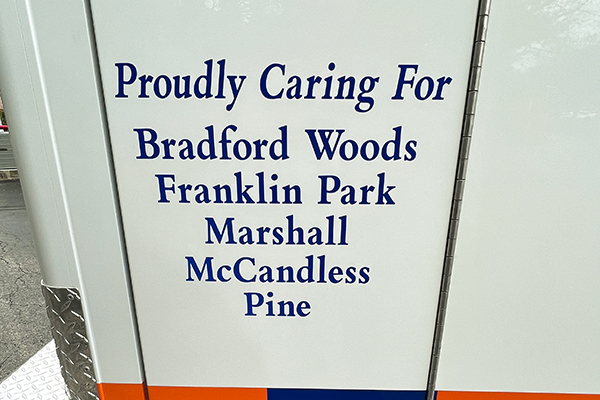 Proudly Caring For
Bradford Woods
Franklin Park
Marshall
McCandless
Pine